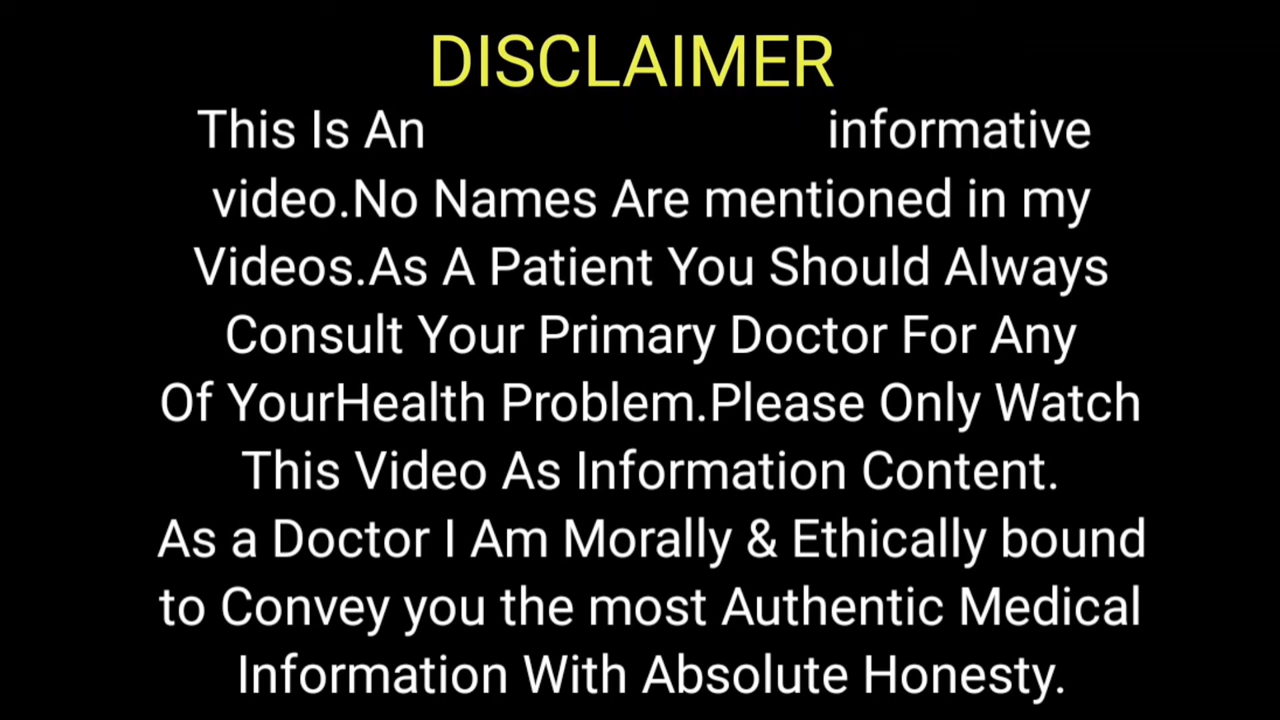 DISCLAIMER
This Is An informative
video.No Names Are mentioned in my
Videos.As A Patient You Should Always
Consult Your Primary Doctor For Any
Of YourHealth Problem.Please Only Watch
This Video As Information Content.
As a Doctor I Am Morally & Ethically bound
to Convey you the most Authentic Medical
Information With Absolute Honesty.